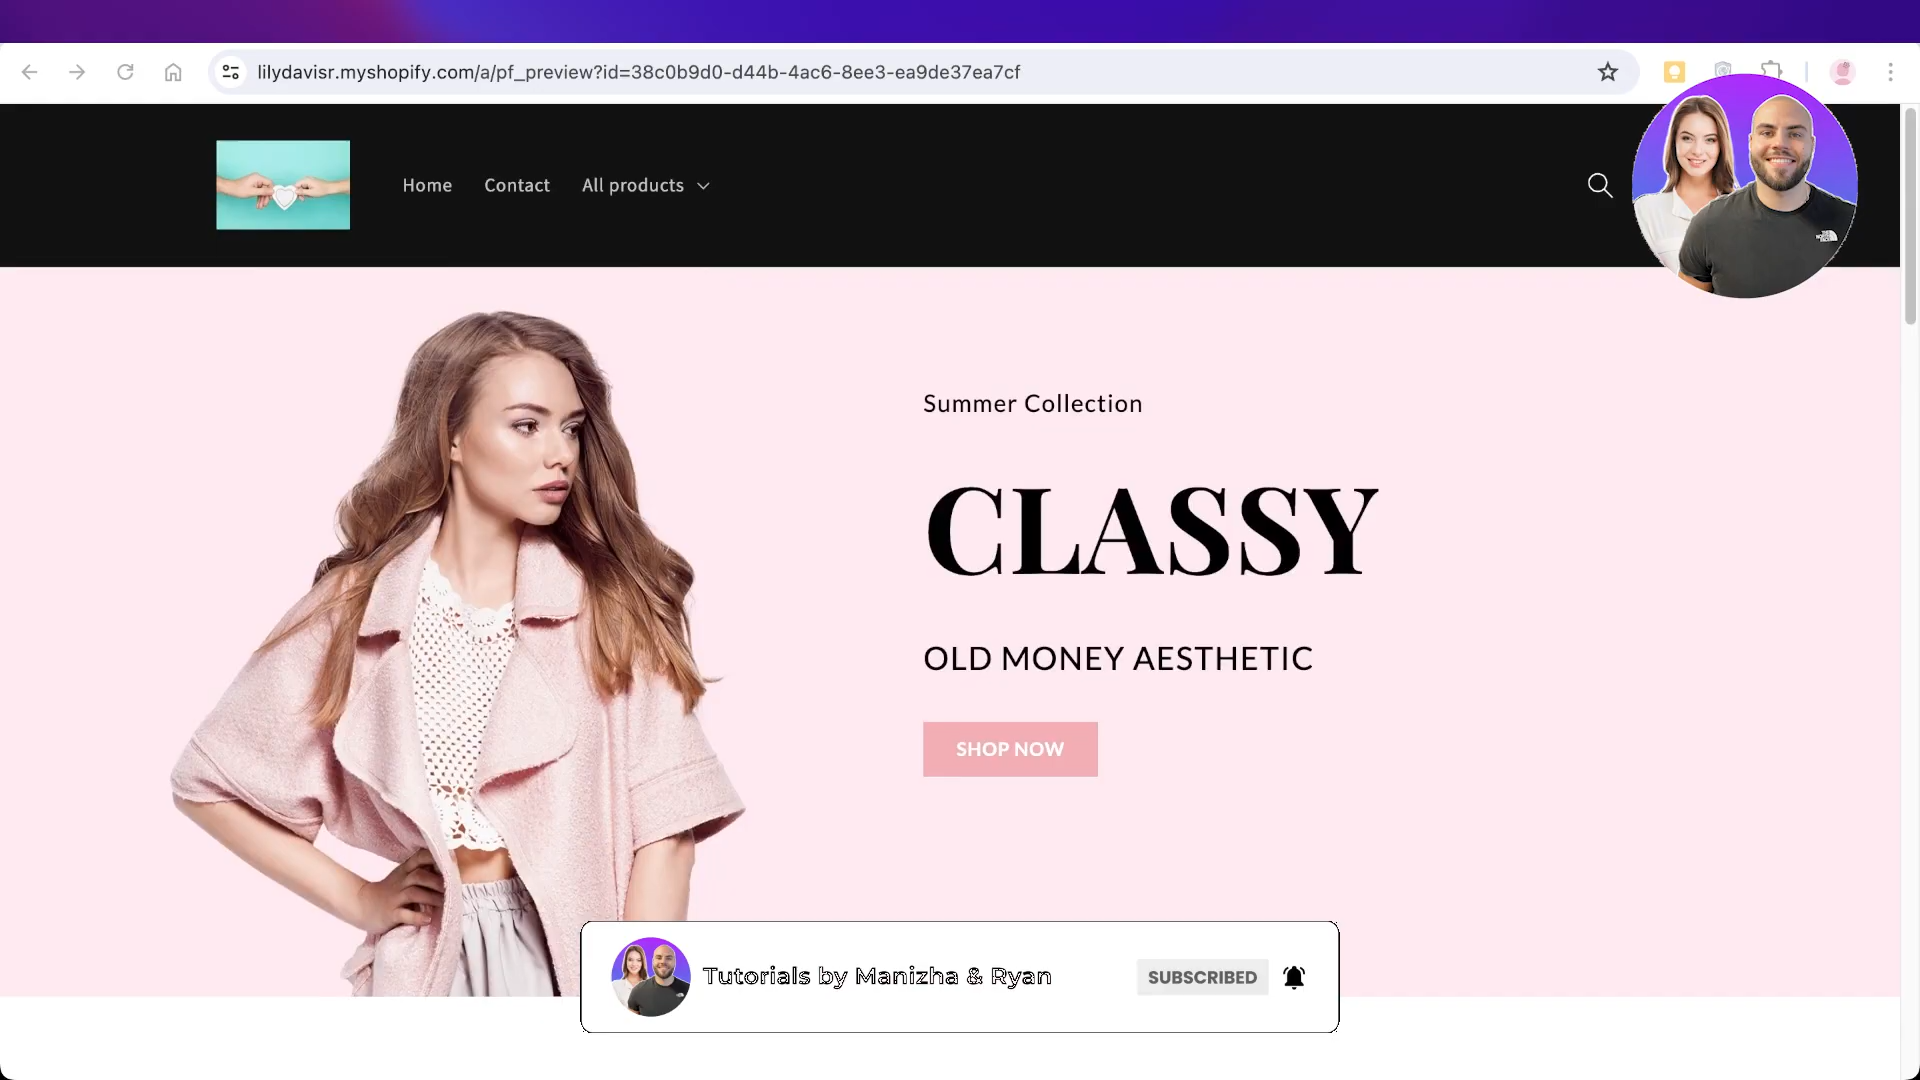 lilydavisr.myshopify.com/a/pf_preview?id=38c0b9d0-d44b-4ac6-8ee3-ea9de37ea7cf
Home
Contact
All products
Summer Collection
CLASSY
OLD MONEY AESTHETIC
SHOP NOW
Tutorials by Manizha & Ryan
SUBSCRIBED